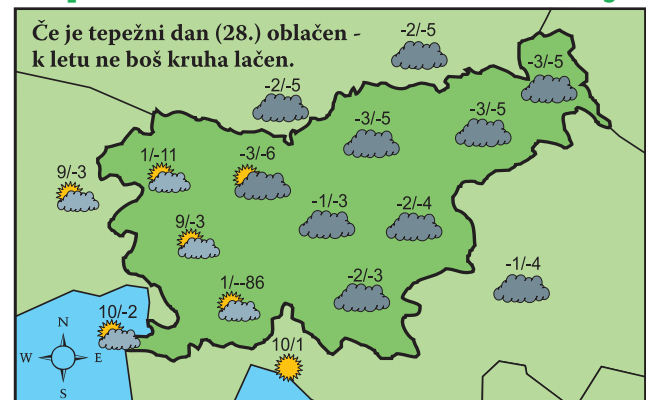 Če je tepežni dan (28.) oblačen -
k letu ne boš kruha lačen.
-2/-5
-3/-5
-2/-5
-3/-5
-3/-5
1/-11
-3/-6
9/-3
-1/-3
-2/-4
9/-3
-1/-4
1/--86
-2/-3
10/-2
N
W
E
S
10/1